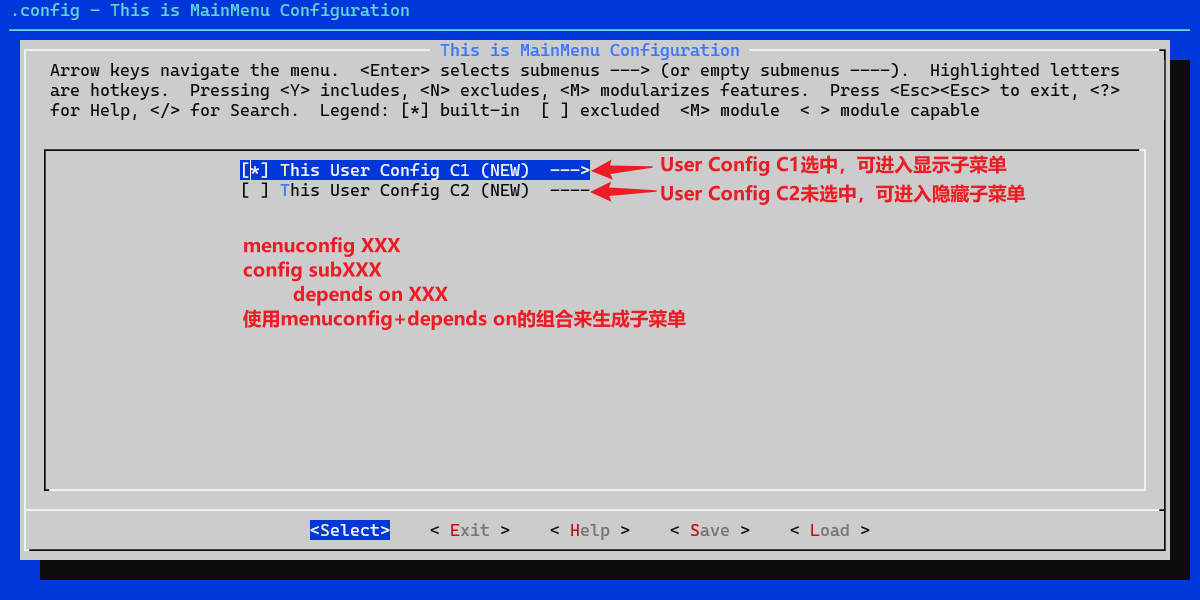 .config - This is MainMenu Configuration
This is MainMenu Configuration
Arrow keys navigate the menu.  <Enter> selects submenus ---> (or empty submenus ----).  Highlighted letters
are hotkeys.  Pressing <Y> includes, <N> excludes, <M> modularizes features.  Press <Esc><Esc> to exit, <?>
for Help, </> for Search.  Legend: [*] built-in  [ ] excluded  <M> module  < > module capable
[*] This User Config C1 (NEW)  ---> User Config C1选中，可进入显示子菜单
[ ] This User Config C2 (NEW)  ---- User Config C2未选中，可进入隐藏子菜单
menuconfig XXX
config subXXX
depends on XXX
使用menuconfig+depends on的组合来生成子菜单
<Select>    < Exit >    < Help >    < Save >    < Load >